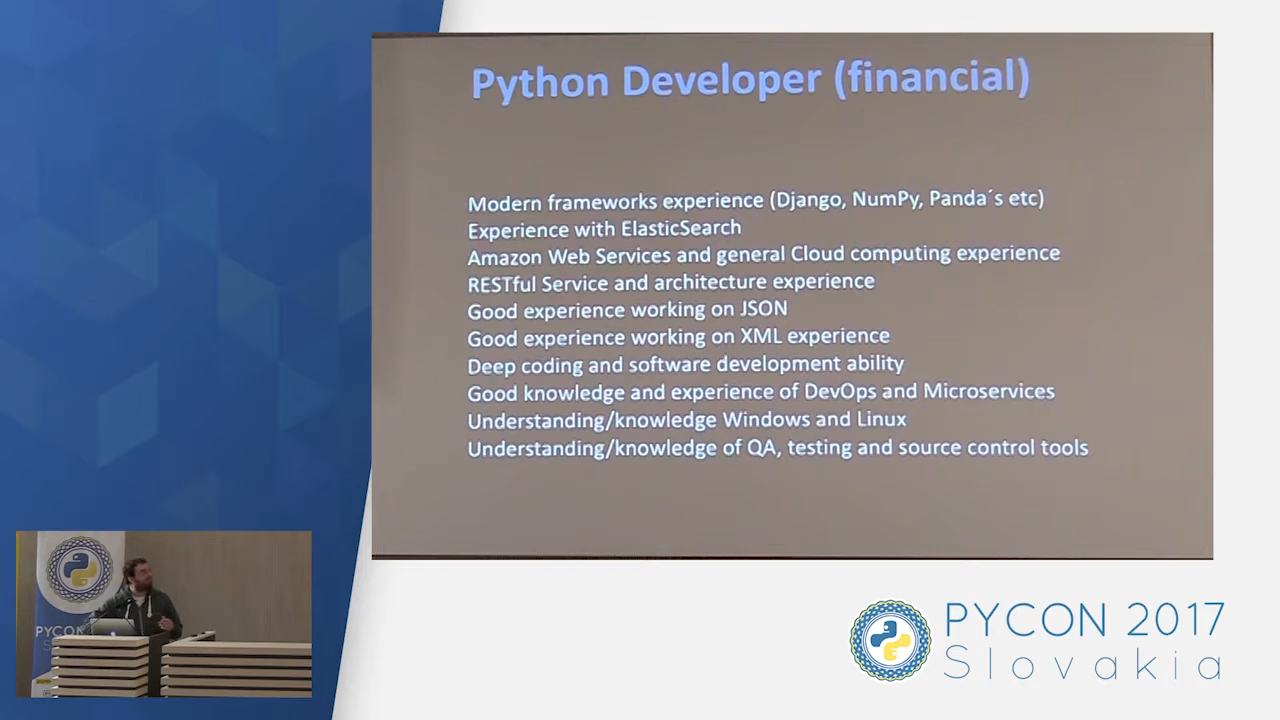 Python Developer (financial)
Modern frameworks experience (Django, NumPy, Panda´s etc)
Experience with ElasticSearch
Amazon Web Services and general Cloud computing experience
RESTful Service and architecture experience
Good experience working on JSON
Good experience working on XML experience
Deep coding and software development ability
Good knowledge and experience of DevOps and Microservices
Understanding/knowledge Windows and Linux
Understanding/knowledge of QA, testing and source control tools
PYCON
PYCON 2017
Slovakia